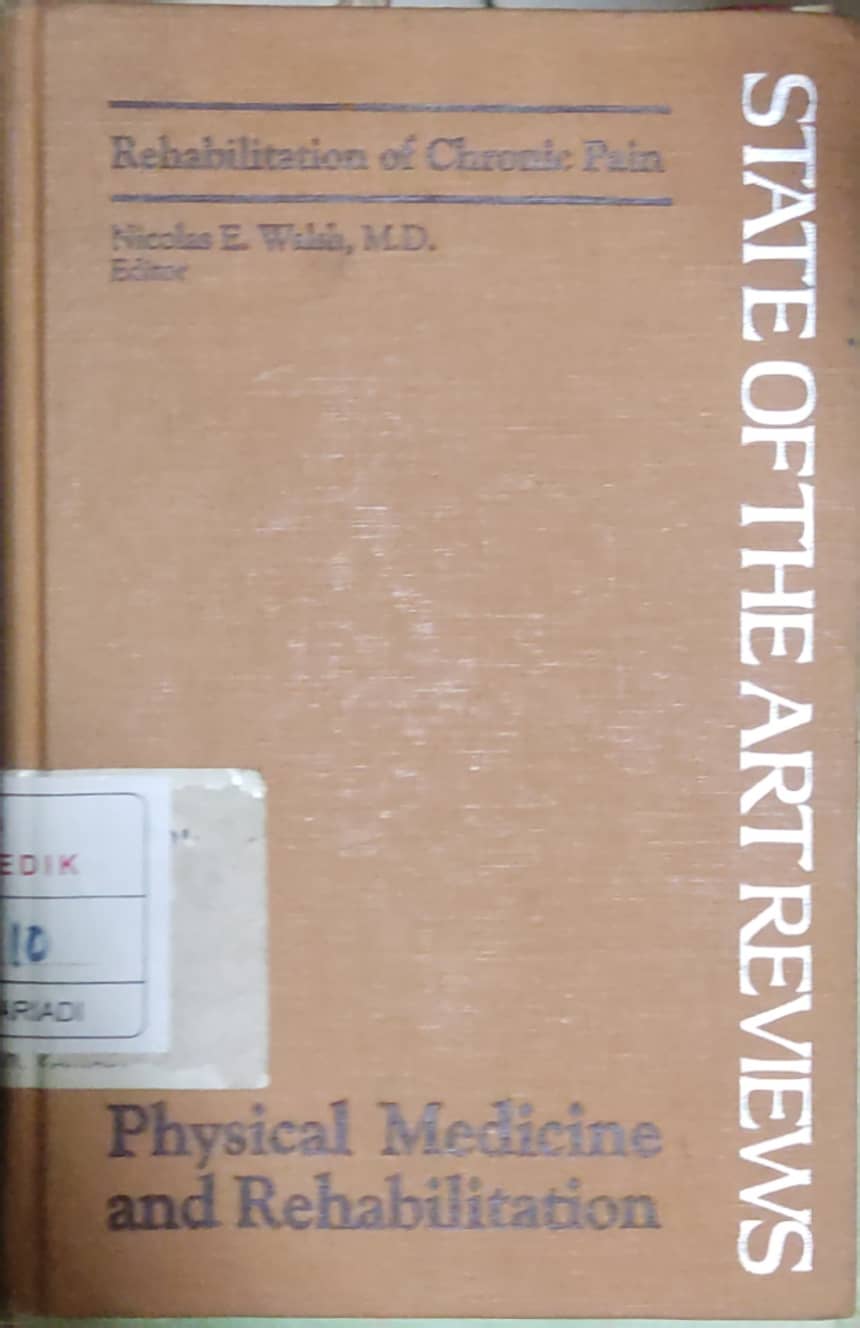 Rehabilitation of Chronic Pain
Nicolas E. Walsh, M.D.
Editor
STATE OF THE ART REVIEWS
EDIK
10
ARIADI
Physical Medicine
and Rehabilitation